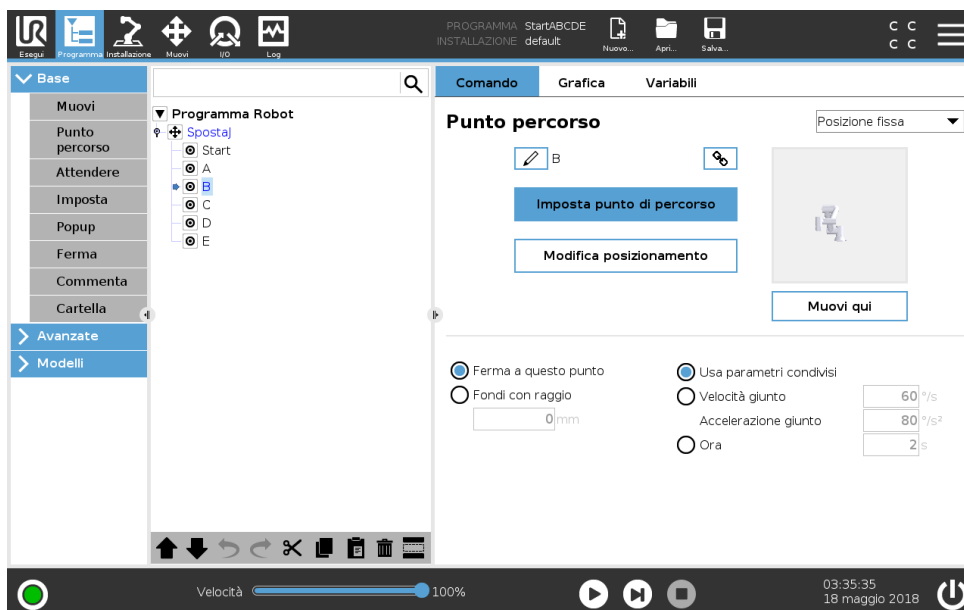 PROGRAMMA StartABCDE
INSTALLAZIONE default
UR
Esegui
Programma
Installazione
Muovi
I/O
Log
Nuovo...
Apri...
Salva...
C C
C C
Base
Muovi
Punto
percorso
Attendere
Imposta
Popup
Ferma
Commenta
Cartella
Avanzate
Modelli
Programma Robot
SpostaJ
Start
A
B
C
D
E
Comando
Grafica
Variabili
Punto percorso
Posizione fissa
B
Imposta punto di percorso
Modifica posizionamento
Muovi qui
Ferma a questo punto
Fondi con raggio
0 mm
Usa parametri condivisi
Velocità giunto 60 °/s
Accelerazione giunto 80 °/s²
Ora 2 s
Velocità 100%
03:35:35
18 maggio 2018